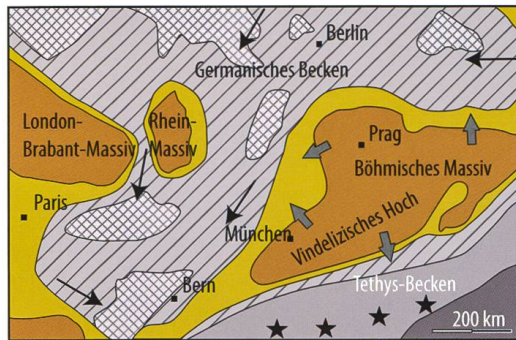 Berlin
Germanisches Becken
London-
Brabant-Massiv
Rhein-
Massiv
Prag
Böhmisches Massiv
Paris
München
Vindelizisches Hoch
Bern
Tethys-Becken
200 km